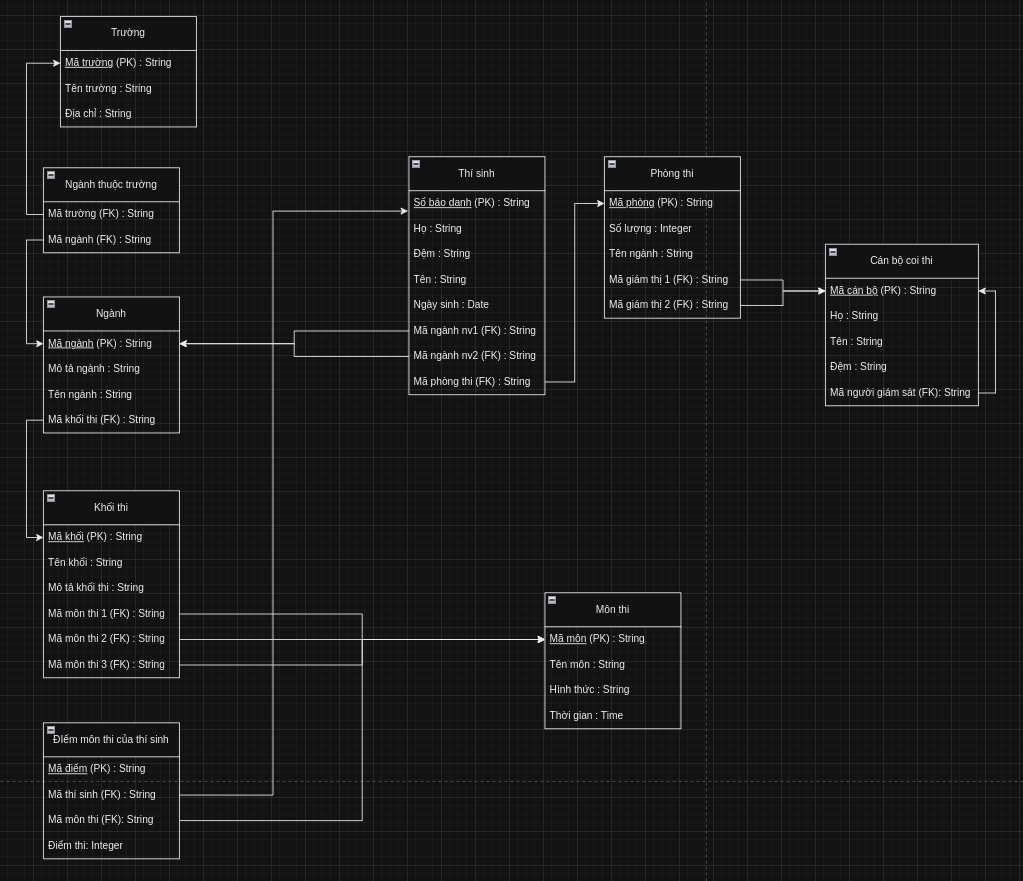 Trường
Mã trường (PK) : String
Tên trường : String
Địa chỉ : String
Ngành thuộc trường
Mã trường (FK) : String
Mã ngành (FK) : String
Ngành
Mã ngành (PK) : String
Mô tả ngành : String
Tên ngành : String
Mã khối thi (FK) : String
Khối thi
Mã khối (PK) : String
Tên khối : String
Mô tả khối thi : String
Mã môn thi 1 (FK) : String
Mã môn thi 2 (FK) : String
Mã môn thi 3 (FK) : String
ĐIểm môn thi của thí sinh
Mã điểm (PK) : String
Mã thí sinh (FK) : String
Mã môn thi (FK): String
Điểm thi: Integer
Thí sinh
Số báo danh (PK) : String
Họ : String
Đệm : String
Tên : String
Ngày sinh : Date
Mã ngành nv1 (FK) : String
Mã ngành nv2 (FK) : String
Mã phòng thi (FK) : String
Phòng thi
Mã phòng (PK) : String
Số lượng : Integer
Tên ngành : String
Mã giám thị 1 (FK) : String
Mã giám thị 2 (FK) : String
Cán bộ coi thi
Mã cán bộ (PK) : String
Họ : String
Tên : String
Đệm : String
Mã người giám sát (FK): String
Môn thi
Mã môn (PK) : String
Tên môn : String
Hình thức : String
Thời gian : Time